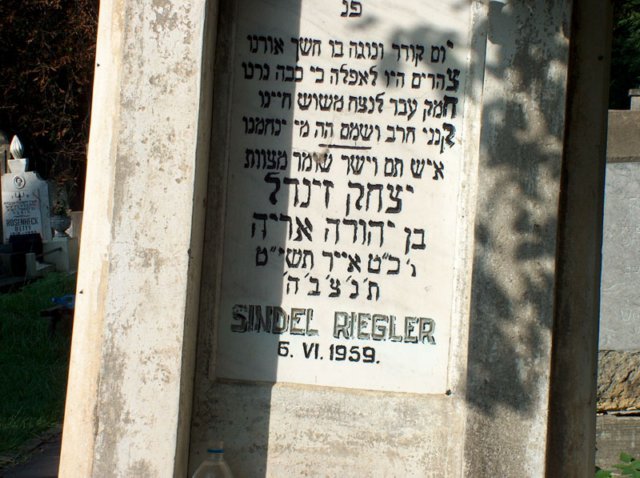 פנ
יום קודר ונוגה בו חשך אורנו
צהרים היו לאפלה כי כבה נרנו
חמק עבר לנצח משוש חיינו
קנני חרב ושמם הה מי ינחמנו
איש תם וישר שומר מצוות
יצחק זינדל
בן יהודה אריה
י׳ כ״ט אייר תשי״ט
ת׳נ׳צ׳ב׳ה׳
SINDEL RIEGLER
6. VI. 1959.
ROSENHECK